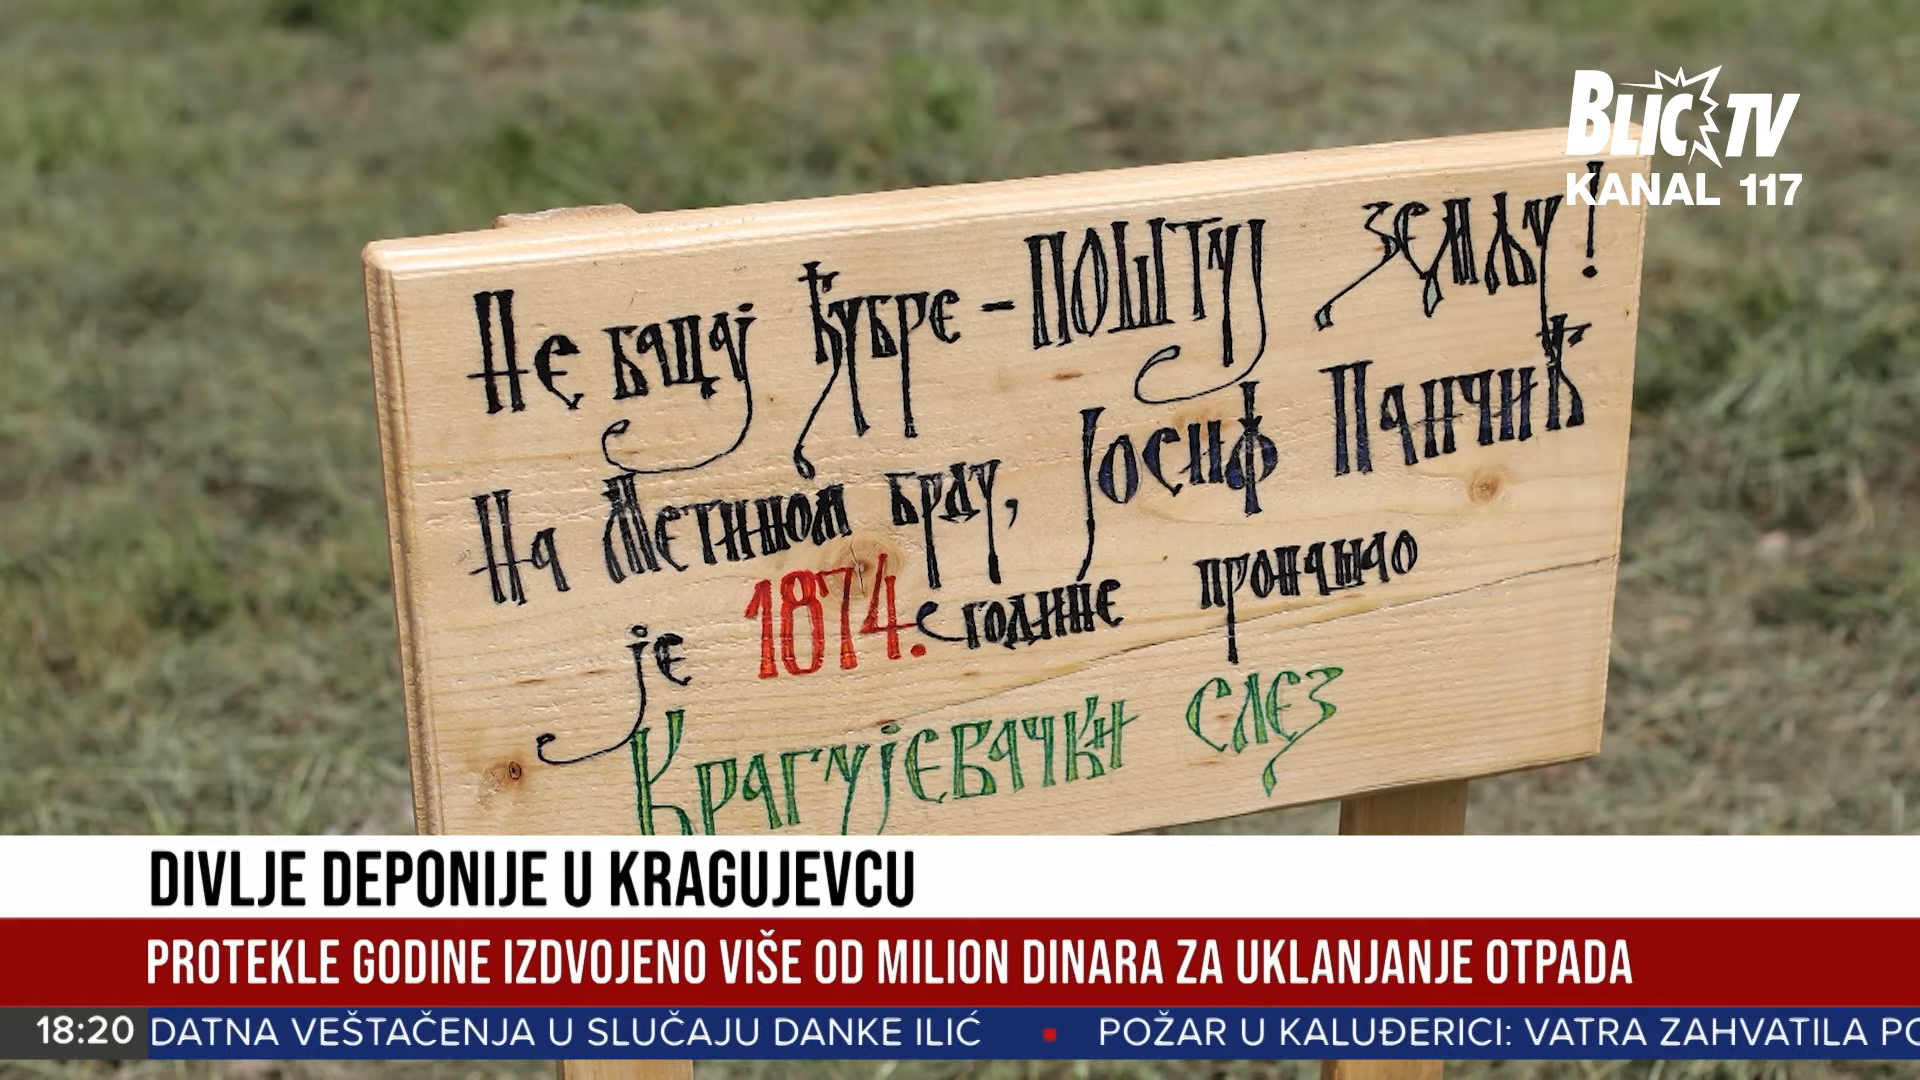 BLIC TV
KANAL 117
Не бацај ђубре - ПОШТУЈ земљу!
На Метином брду, Јосиф Панчић
је 1874. године пронашао
Крагујевачки слез
DIVLJE DEPONIJE U KRAGUJEVCU
PROTEKLE GODINE IZDVOJENO VIŠE OD MILION DINARA ZA UKLANJANJE OTPADA
18:20 DATNA VEŠTAČENJA U SLUČAJU DANKE ILIĆ ▪ POŽAR U KALUĐERICI: VATRA ZAHVATILA PO